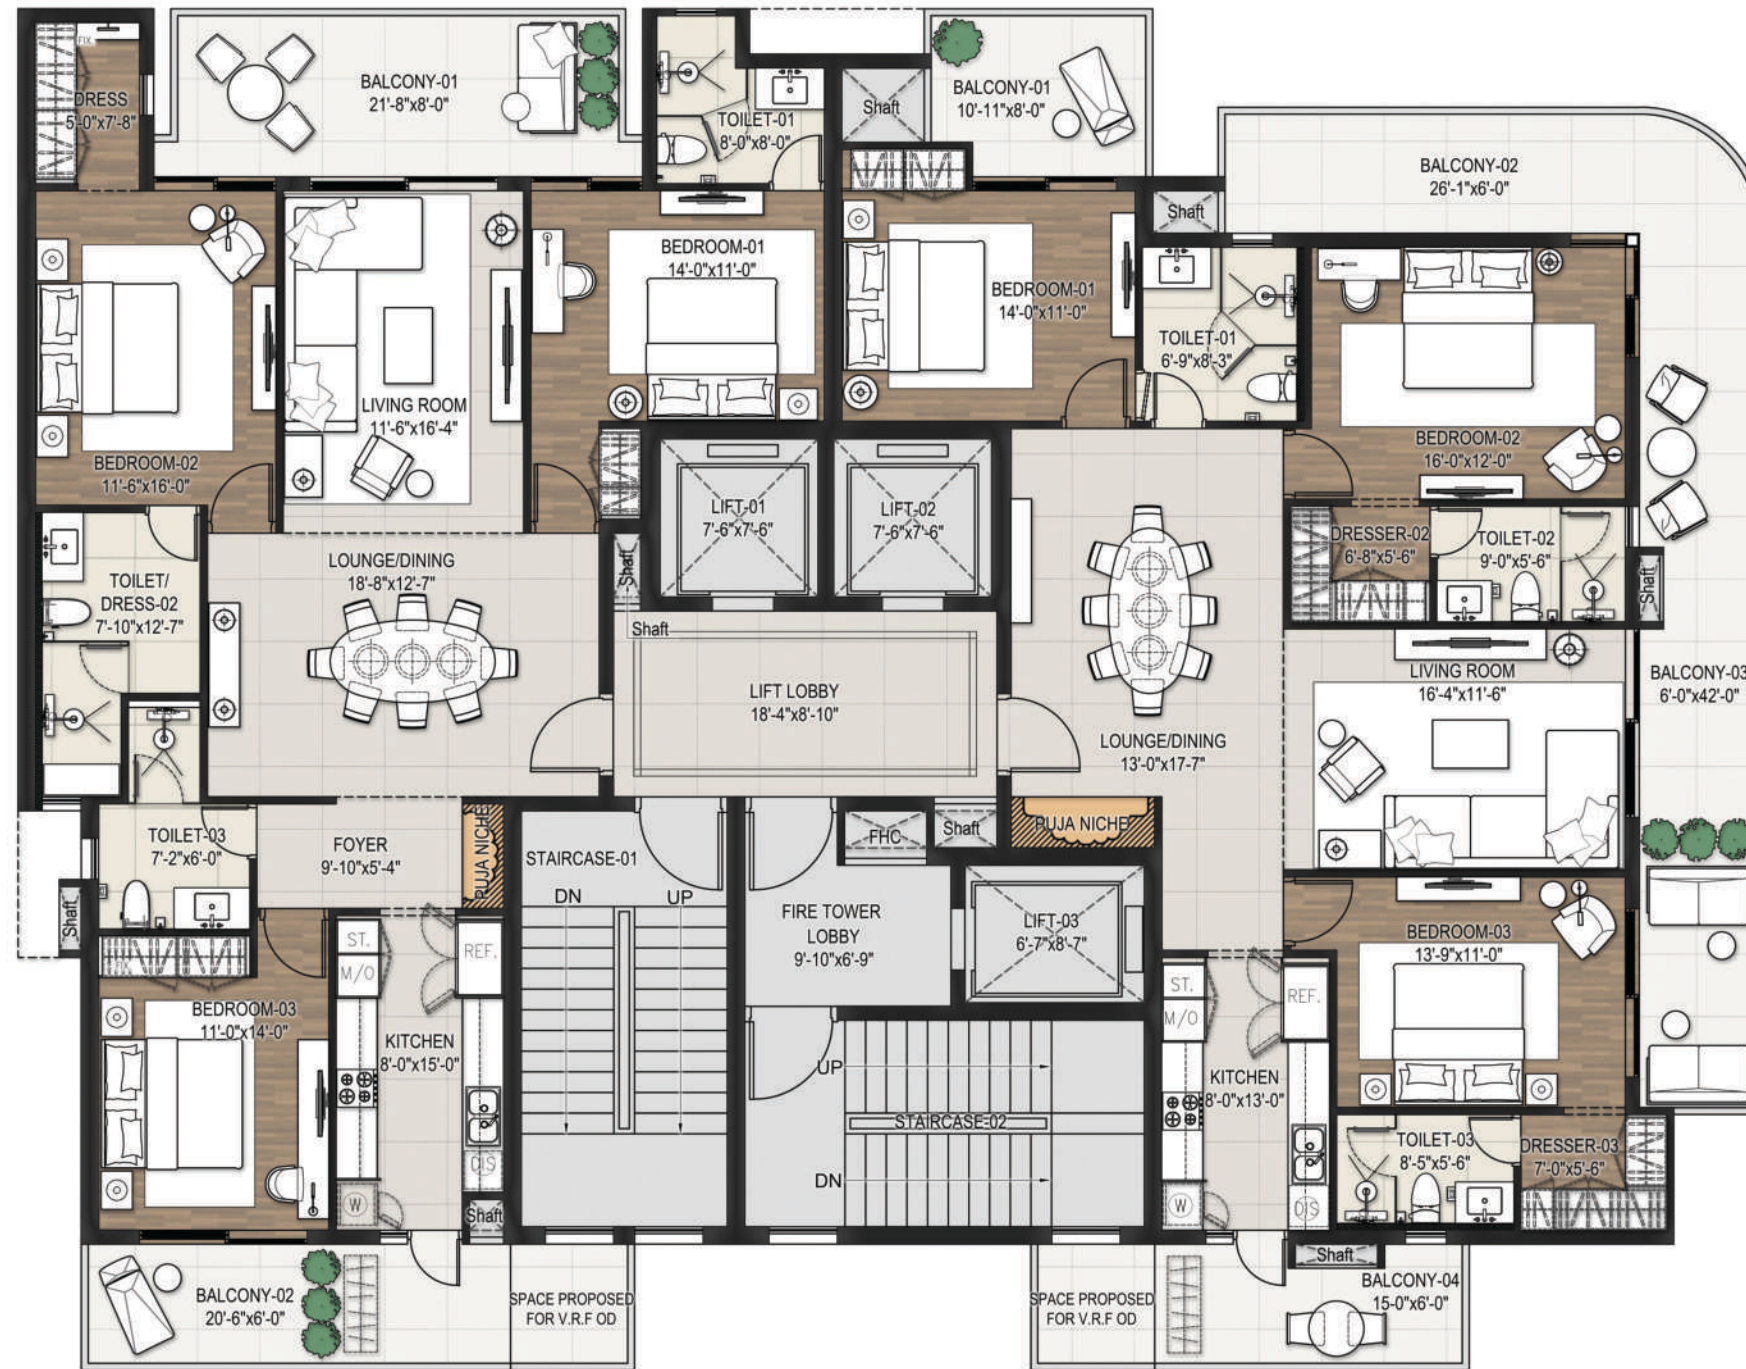 FIX.
DRESS
5'-0"x7'-8"
BALCONY-01
21'-8"x8'-0"
TOILET-01
8'-0"x8'-0"
Shaft
BALCONY-01
10'-11"x8'-0"
BALCONY-02
26'-1"x6'-0"
Shaft
BEDROOM-02
11'-6"x16'-0"
LIVING ROOM
11'-6"x16'-4"
BEDROOM-01
14'-0"x11'-0"
BEDROOM-01
14'-0"x11'-0"
TOILET-01
6'-9"x8'-3"
BEDROOM-02
16'-0"x12'-0"
LIFT-01
7'-6"x7'-6"
LIFT-02
7'-6"x7'-6"
DRESSER-02
6'-8"x5'-6"
TOILET-02
9'-0"x5'-6"
Shaft
TOILET/
DRESS-02
7'-10"x12'-7"
LOUNGE/DINING
18'-8"x12'-7"
Shaft
Shaft
LIFT LOBBY
18'-4"x8'-10"
LOUNGE/DINING
13'-0"x17'-7"
LIVING ROOM
16'-4"x11'-6"
BALCONY-03
6'-0"x42'-0"
TOILET-03
7'-2"x6'-0"
FOYER
9'-10"x5'-4"
PUJA NICHE
STAIRCASE-01
DN
UP
FHC
Shaft
PUJA NICHE
Shaft
FIRE TOWER
LOBBY
9'-10"x6'-9"
LIFT-03
6'-7"x8'-7"
BEDROOM-03
13'-9"x11'-0"
FIX.
ST.
M/O
REF.
BEDROOM-03
11'-0"x14'-0"
KITCHEN
8'-0"x15'-0"
DIS
W
Shaft
UP
STAIRCASE-02
DN
ST.
M/O
REF.
KITCHEN
8'-0"x13'-0"
DIS
W
TOILET-03
8'-5"x5'-6"
DRESSER-03
7'-0"x5'-6"
Shaft
BALCONY-02
20'-6"x6'-0"
SPACE PROPOSED
FOR V.R.F OD
SPACE PROPOSED
FOR V.R.F OD
BALCONY-04
15-0"x6'-0"